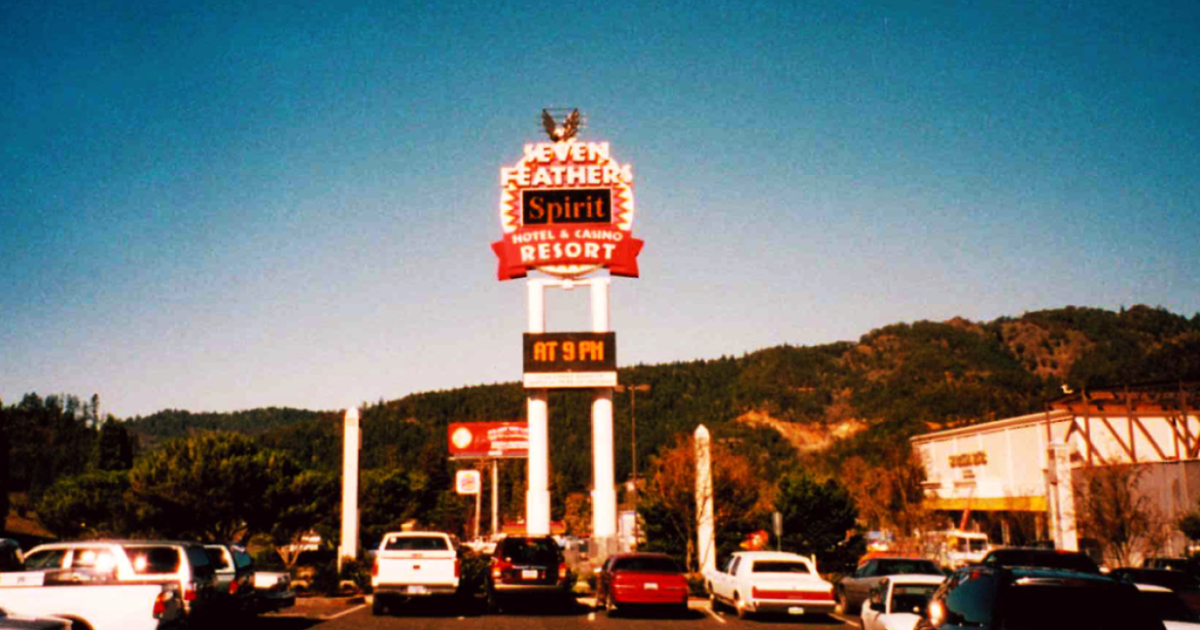 SEVEN
FEATHERS
Spirit
HOTEL & CASINO
RESORT
AT 9 PM